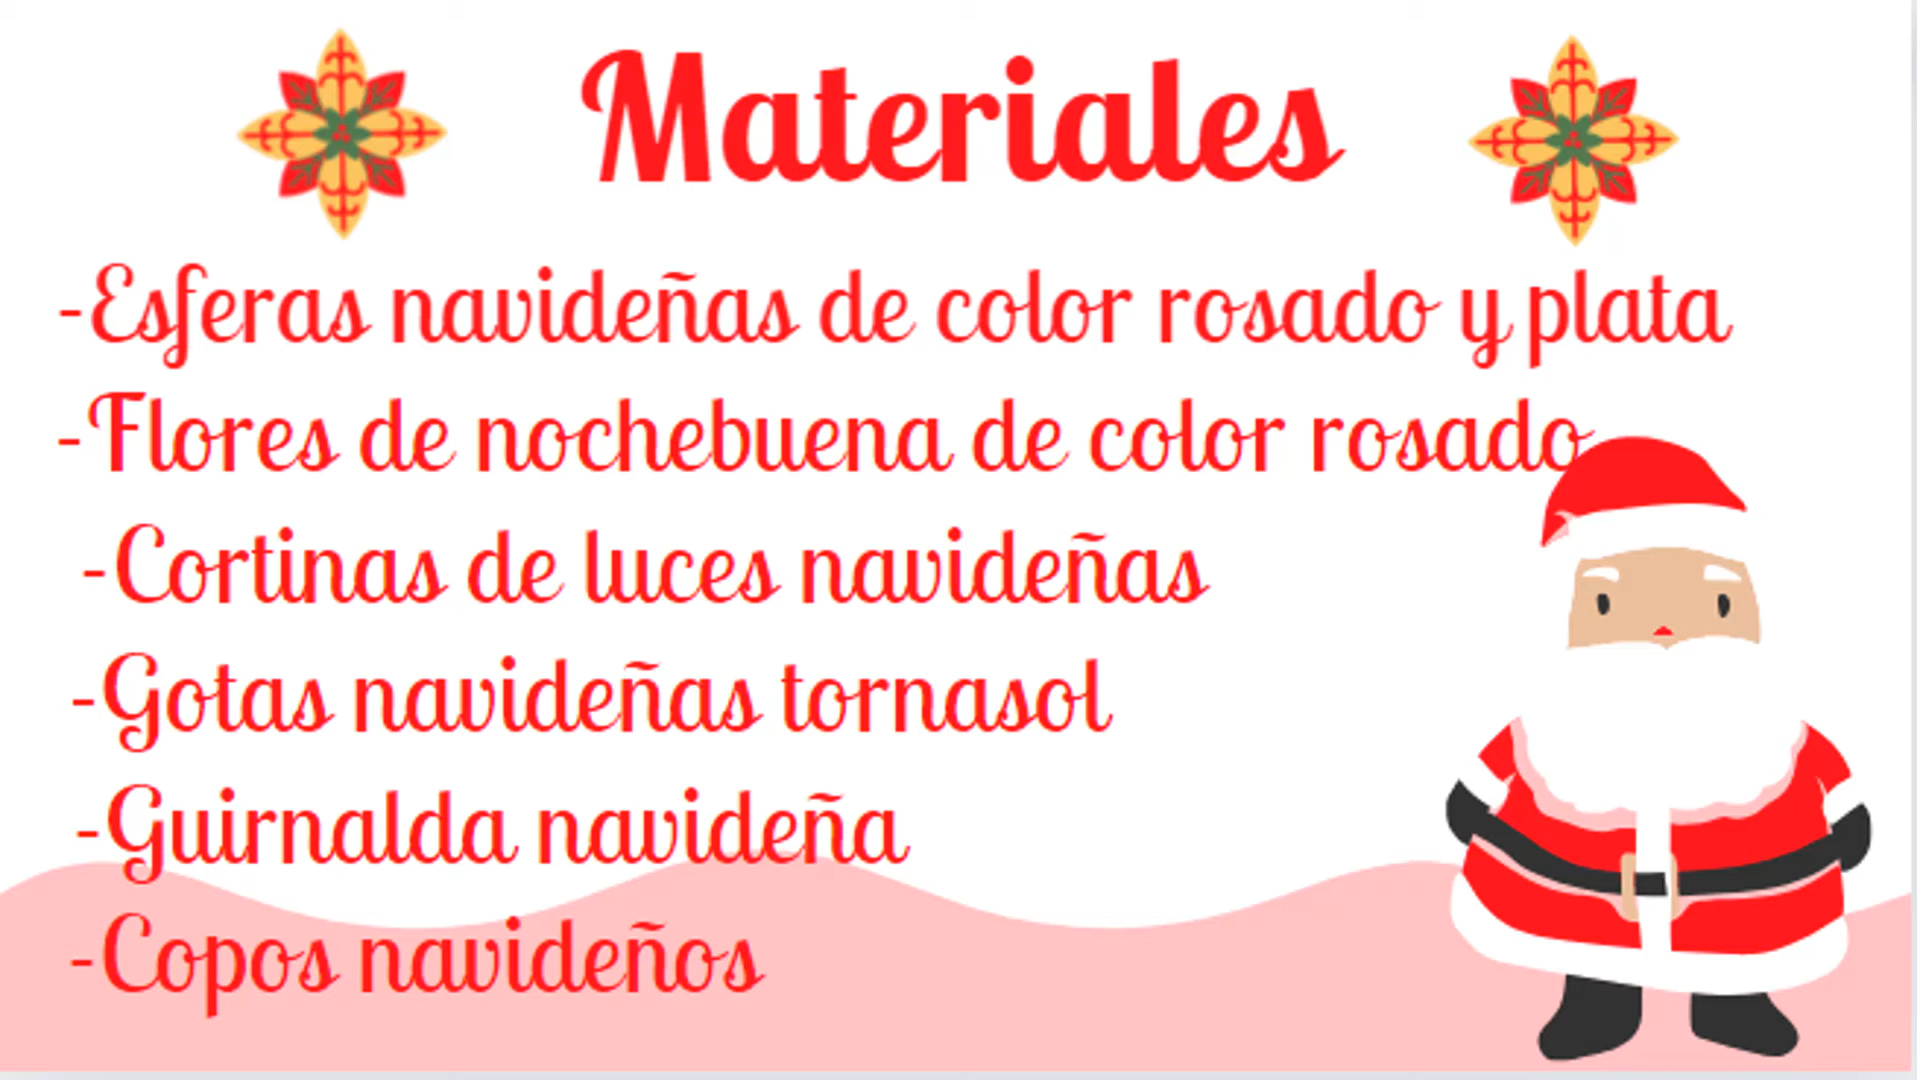 Materiales
-Esferas navideñas de color rosado y plata
-Flores de nochebuena de color rosado
-Cortinas de luces navideñas
-Gotas navideñas tornasol
-Guirnalda navideña
-Copos navideños